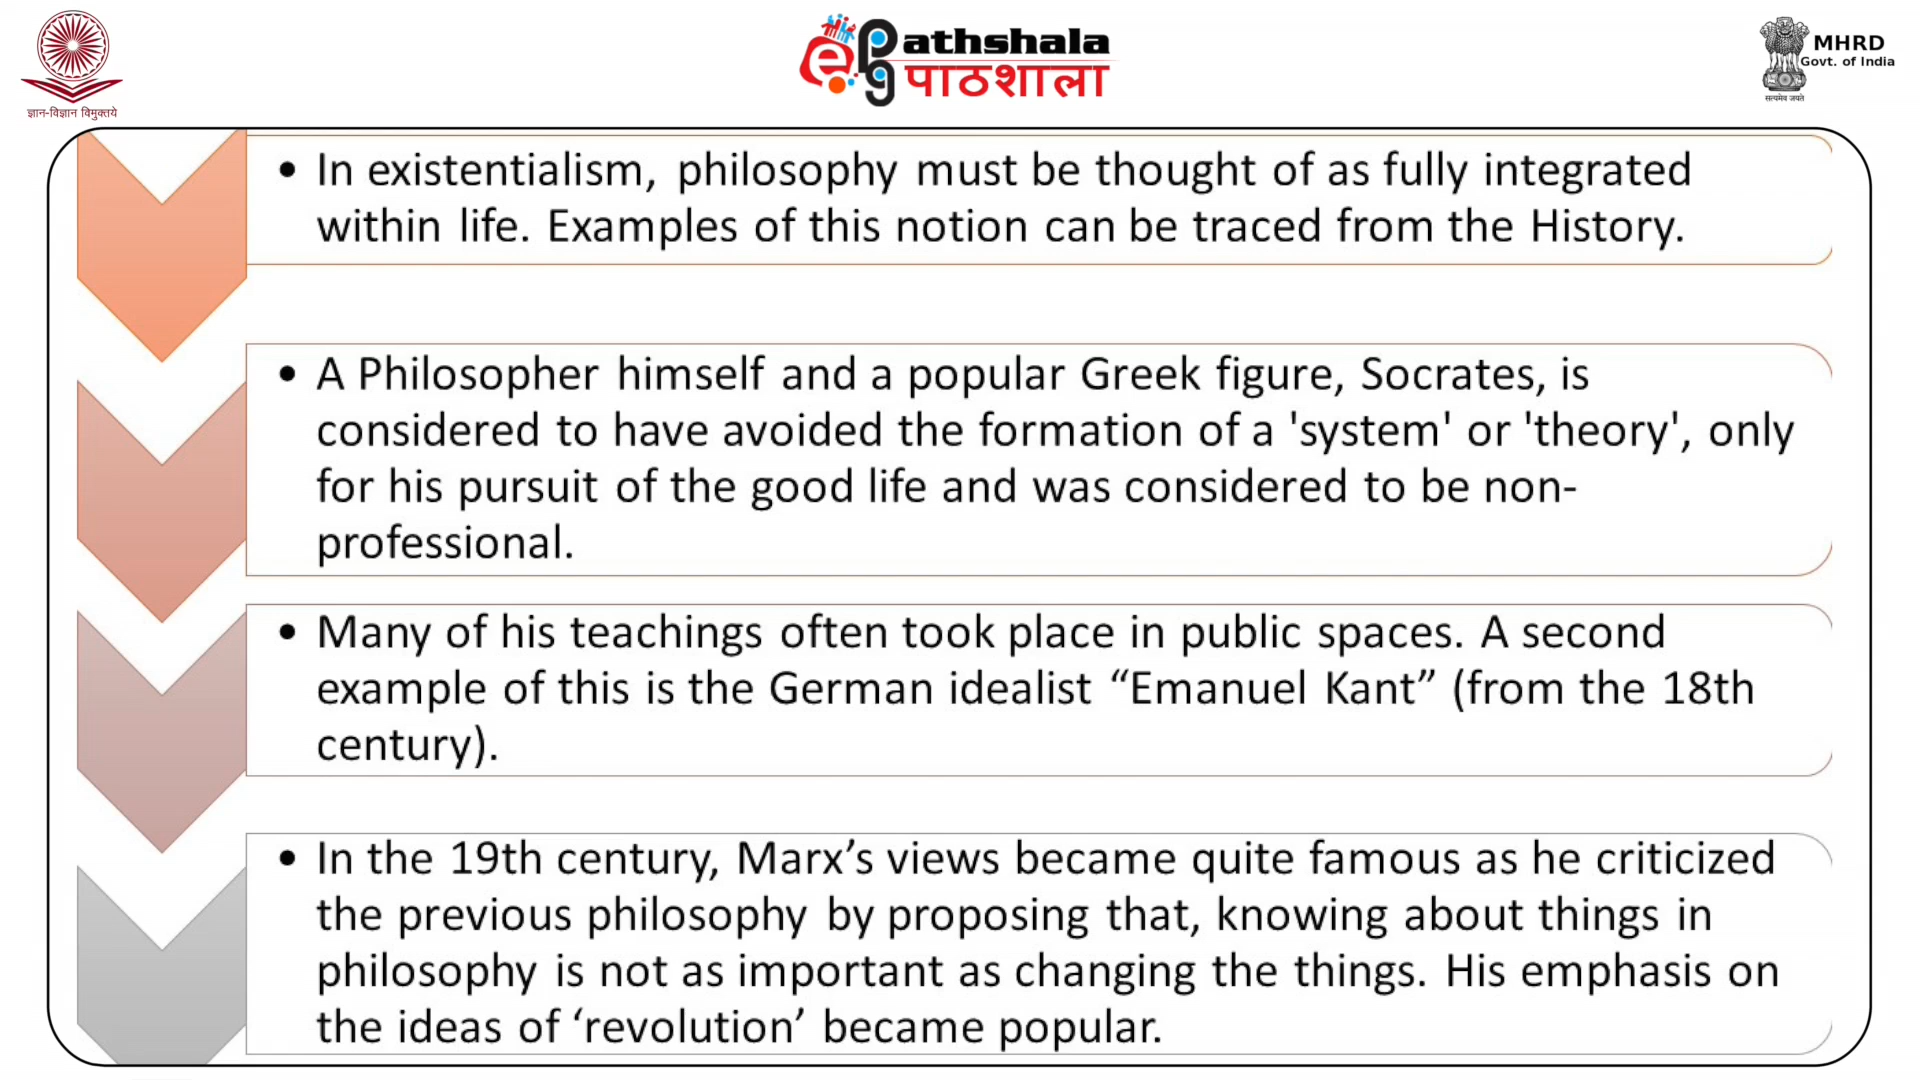 ज्ञान-विज्ञान विमुक्तये
ePg athshala
पाठशाला
MHRD
Govt. of India
सत्यमेव जयते
• In existentialism, philosophy must be thought of as fully integrated
within life. Examples of this notion can be traced from the History.
• A Philosopher himself and a popular Greek figure, Socrates, is
considered to have avoided the formation of a 'system' or 'theory', only
for his pursuit of the good life and was considered to be non-
professional.
• Many of his teachings often took place in public spaces. A second
example of this is the German idealist “Emanuel Kant” (from the 18th
century).
• In the 19th century, Marx’s views became quite famous as he criticized
the previous philosophy by proposing that, knowing about things in
philosophy is not as important as changing the things. His emphasis on
the ideas of ‘revolution’ became popular.